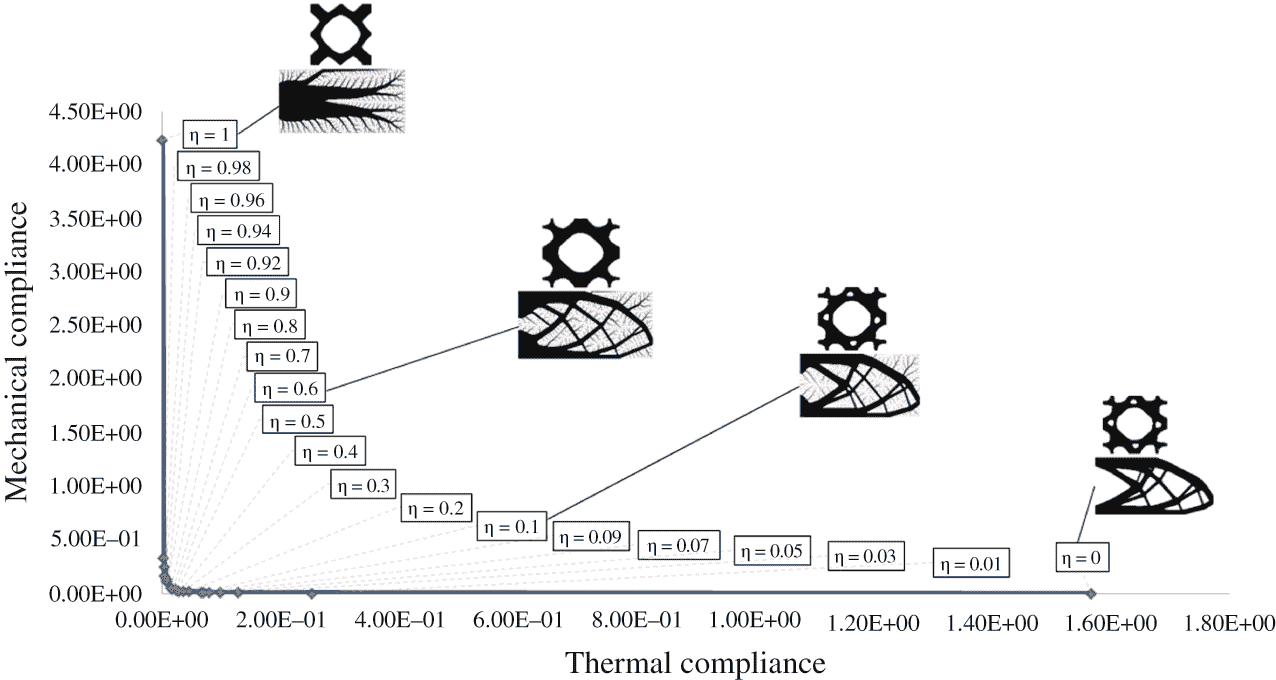 4.50E+00
η = 1
4.00E+00
η = 0.98
3.50E+00
η = 0.96
η = 0.94
3.00E+00
η = 0.92
η = 0.9
2.50E+00
η = 0.8
η = 0.7
2.00E+00
η = 0.6
1.50E+00
η = 0.5
η = 0.4
1.00E+00
η = 0.3
η = 0.2
η = 0.1
5.00E–01
η = 0.09
η = 0.07
η = 0.05
η = 0.03
η = 0.01
η = 0
0.00E+00
Mechanical compliance
0.00E+00 2.00E–01 4.00E–01 6.00E–01 8.00E–01 1.00E+00 1.20E+00 1.40E+00 1.60E+00 1.80E+00
Thermal compliance